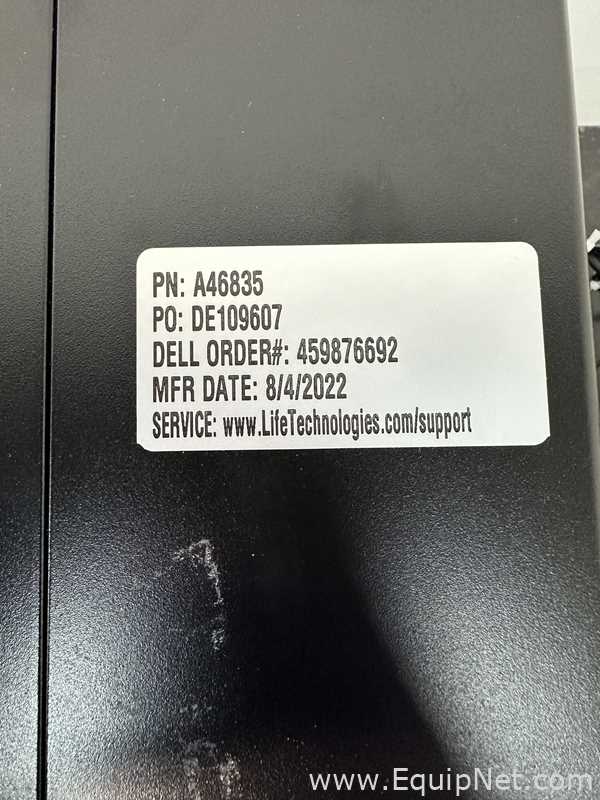 PN: A46835
PO: DE109607
DELL ORDER#: 459876692
MFR DATE: 8/4/2022
SERVICE: www.LifeTechnologies.com/support
www.EquipNet.com